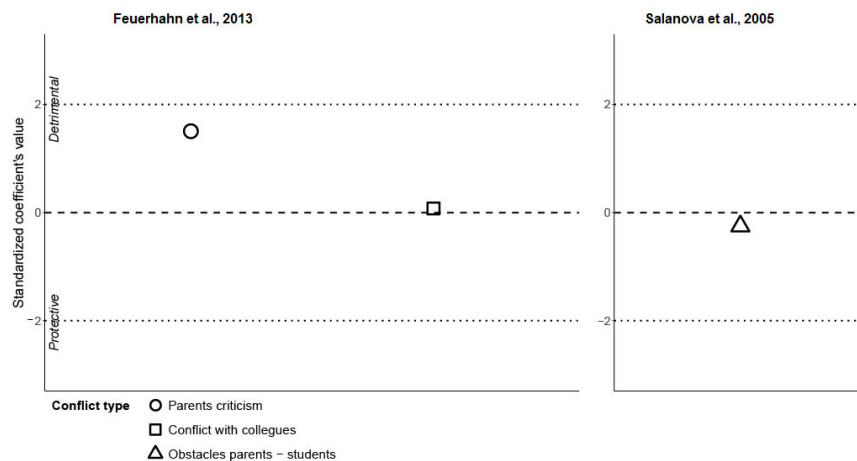 Feuerhahn et al., 2013
Salanova et al., 2005
Standardized coefficient's value
Detrimental
Protective
2
0
−2
2
0
−2
Conflict type
Parents criticism
Conflict with collegues
Obstacles parents − students